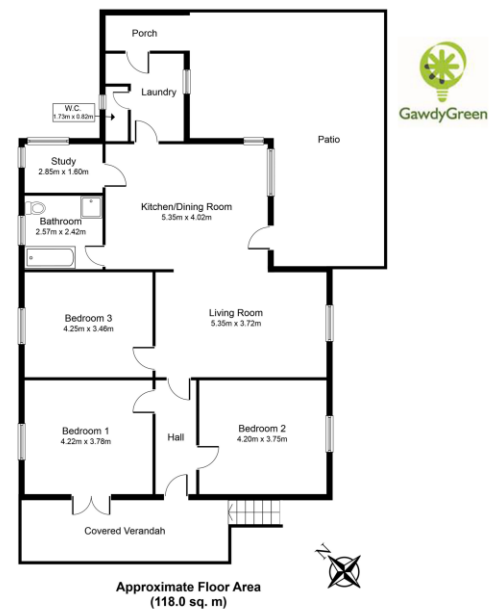 Porch
GawdyGreen
Laundry
W.C.
1.73m x 0.82m
Patio
Study
2.85m x 1.60m
Kitchen/Dining Room
5.35m x 4.02m
Bathroom
2.57m x 2.42m
Bedroom 3
4.25m x 3.46m
Living Room
5.35m x 3.72m
Bedroom 1
4.22m x 3.78m
Hall
Bedroom 2
4.20m x 3.75m
Covered Verandah
N
Approximate Floor Area
(118.0 sq. m)